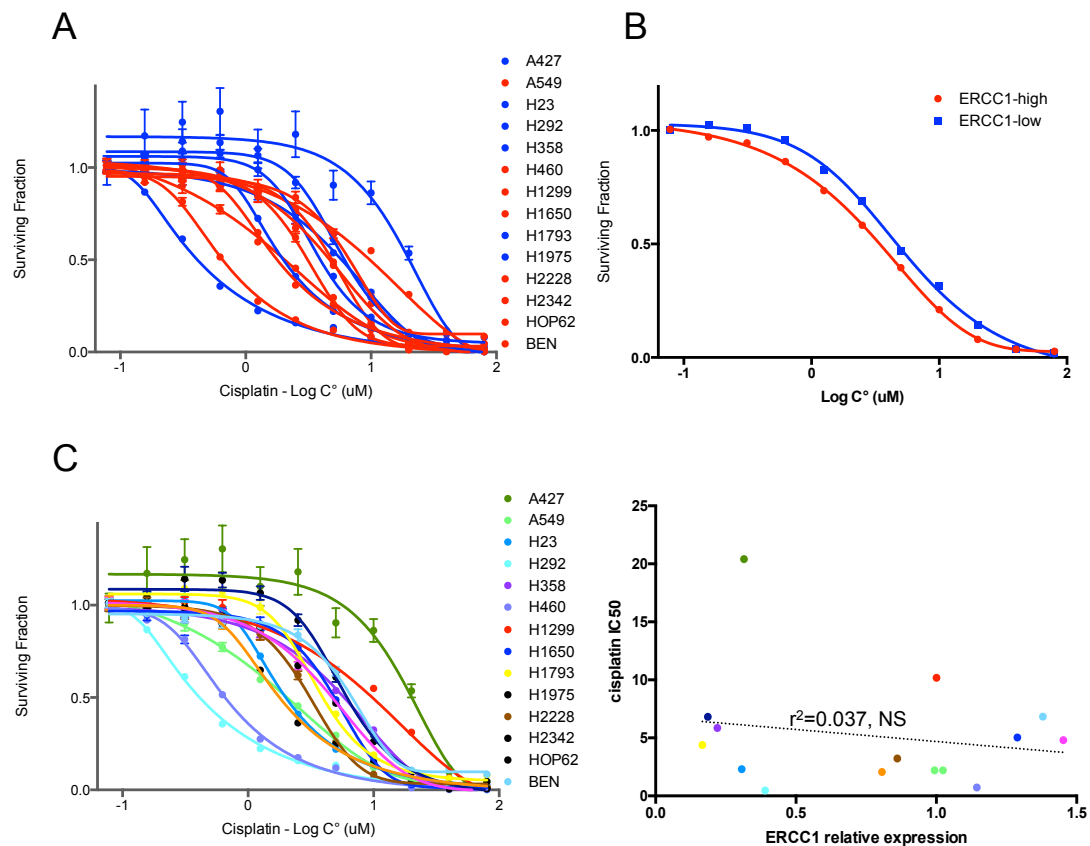 A
Surviving Fraction
1.0
0.5
0.0
-1
0
1
2
Cisplatin - Log C° (uM)
A427
A549
H23
H292
H358
H460
H1299
H1650
H1793
H1975
H2228
H2342
HOP62
BEN
B
Surviving Fraction
1.0
0.5
0.0
-1
0
1
2
Log C° (uM)
ERCC1-high
ERCC1-low
C
Surviving Fraction
1.0
0.5
0.0
-1
0
1
2
Cisplatin - Log C° (uM)
A427
A549
H23
H292
H358
H460
H1299
H1650
H1793
H1975
H2228
H2342
HOP62
BEN
cisplatin IC50
25
20
15
10
5
0
0.0
0.5
1.0
1.5
r²=0.037, NS
ERCC1 relative expression